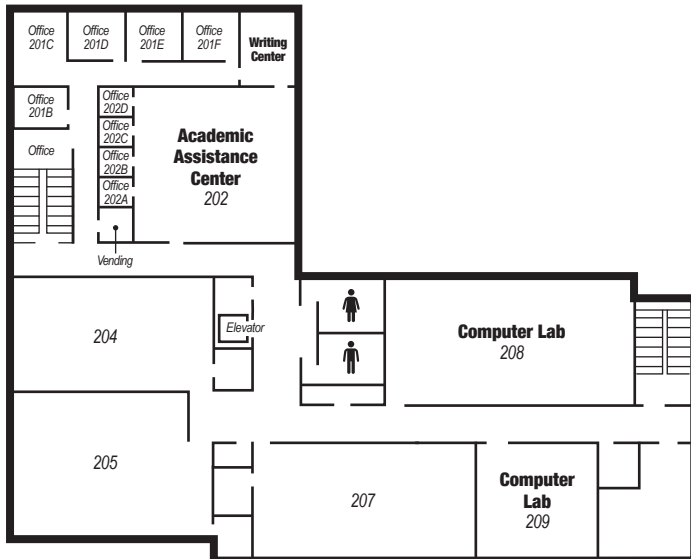 Office
201C
Office
201D
Office
201E
Office
201F
Writing
Center
Office
201B
Office
202D
Office
202C
Office
202B
Office
202A
Office
Academic
Assistance
Center
202
Vending
204
Elevator
Computer Lab
208
205
207
Computer
Lab
209